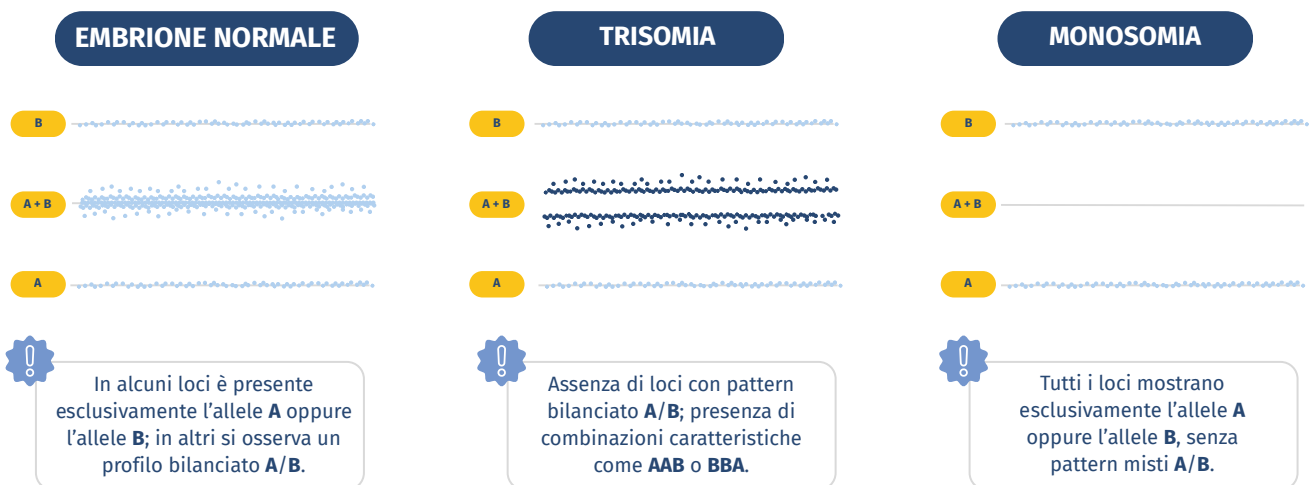 EMBRIONE NORMALE
B
A + B
A
In alcuni loci è presente
esclusivamente l’allele A oppure
l’allele B; in altri si osserva un
profilo bilanciato A/B.
TRISOMIA
B
A + B
A
Assenza di loci con pattern
bilanciato A/B; presenza di
combinazioni caratteristiche
come AAB o BBA.
MONOSOMIA
B
A + B
A
Tutti i loci mostrano
esclusivamente l’allele A
oppure l’allele B, senza
pattern misti A/B.